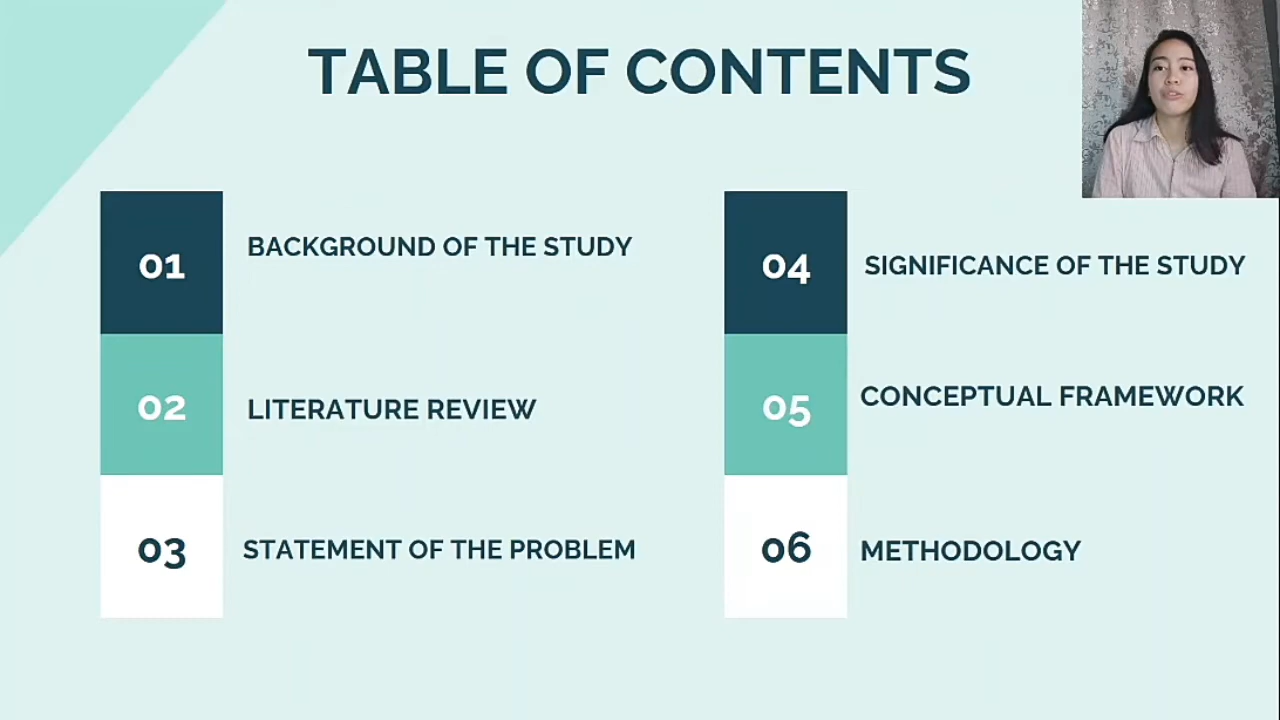 TABLE OF CONTENTS
01
BACKGROUND OF THE STUDY
02
LITERATURE REVIEW
03
STATEMENT OF THE PROBLEM
04
SIGNIFICANCE OF THE STUDY
05
CONCEPTUAL FRAMEWORK
06
METHODOLOGY